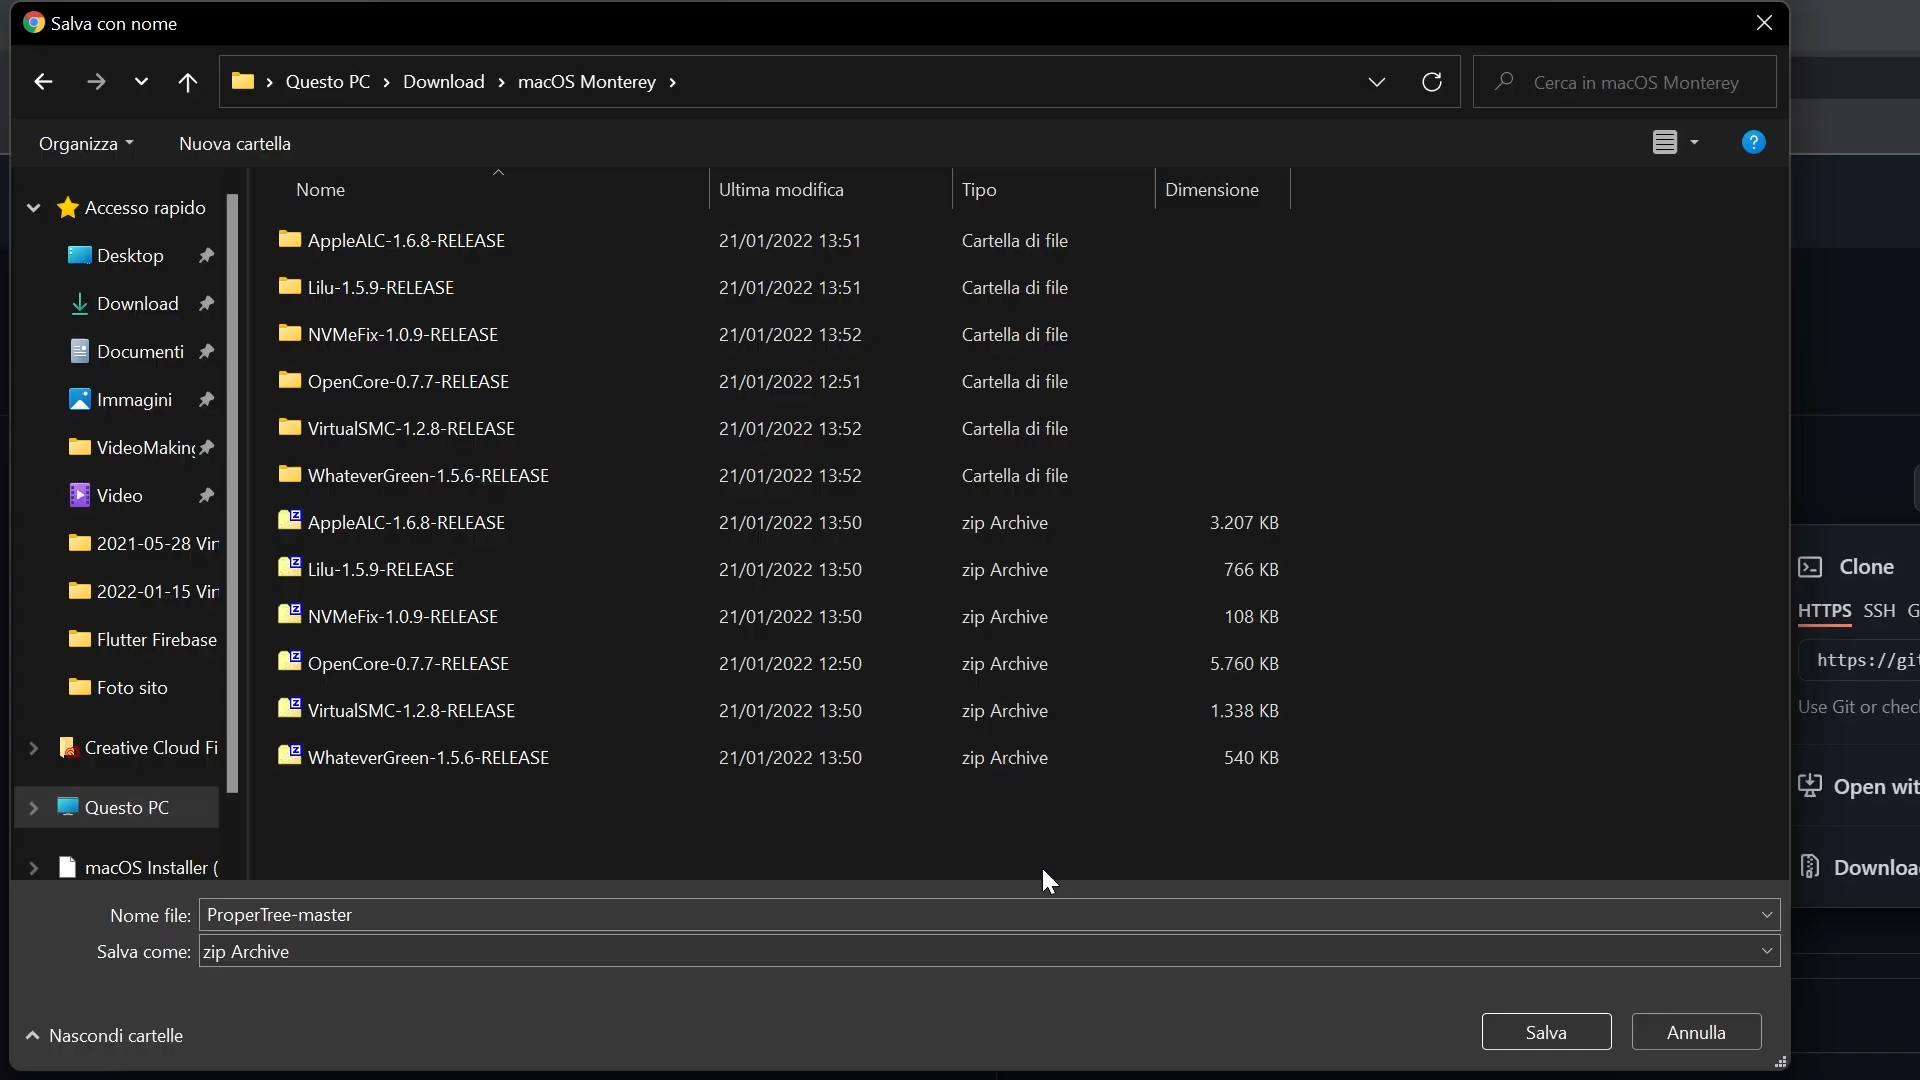 Salva con nome
Questo PC > Download > macOS Monterey >
Cerca in macOS Monterey
Organizza
Nuova cartella
?
Nome
Ultima modifica
Tipo
Dimensione
Accesso rapido
Desktop
Download
Documenti
Immagini
VideoMaking
Video
2021-05-28 Virt
2022-01-15 Virt
Flutter Firebase
Foto sito
Creative Cloud Fi
Questo PC
macOS Installer (
AppleALC-1.6.8-RELEASE 21/01/2022 13:51 Cartella di file
Lilu-1.5.9-RELEASE 21/01/2022 13:51 Cartella di file
NVMeFix-1.0.9-RELEASE 21/01/2022 13:52 Cartella di file
OpenCore-0.7.7-RELEASE 21/01/2022 12:51 Cartella di file
VirtualSMC-1.2.8-RELEASE 21/01/2022 13:52 Cartella di file
WhateverGreen-1.5.6-RELEASE 21/01/2022 13:52 Cartella di file
AppleALC-1.6.8-RELEASE 21/01/2022 13:50 zip Archive 3.207 KB
Lilu-1.5.9-RELEASE 21/01/2022 13:50 zip Archive 766 KB
NVMeFix-1.0.9-RELEASE 21/01/2022 13:50 zip Archive 108 KB
OpenCore-0.7.7-RELEASE 21/01/2022 12:50 zip Archive 5.760 KB
VirtualSMC-1.2.8-RELEASE 21/01/2022 13:50 zip Archive 1.338 KB
WhateverGreen-1.5.6-RELEASE 21/01/2022 13:50 zip Archive 540 KB
Nome file: ProperTree-master
Salva come: zip Archive
Nascondi cartelle
Salva
Annulla
Clone
HTTPS SSH G
https://git
Use Git or chec
Open wit
Downloa